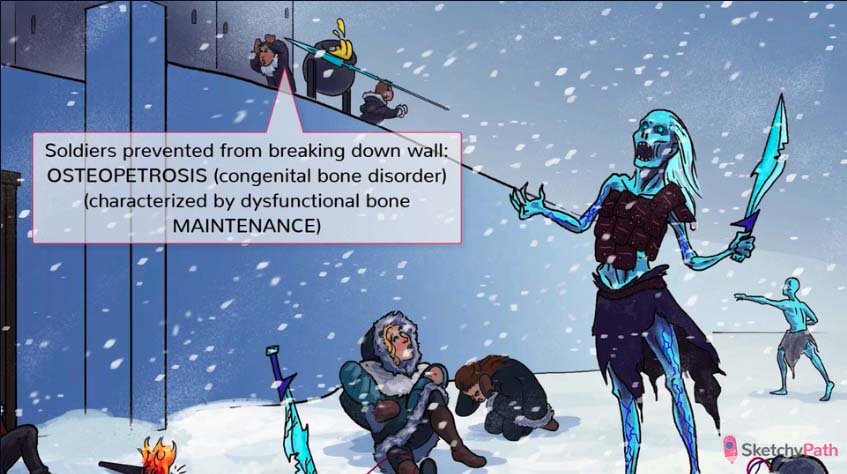 Soldiers prevented from breaking down wall:
OSTEOPETROSIS (congenital bone disorder)
(characterized by dysfunctional bone
MAINTENANCE)
SketchyPath